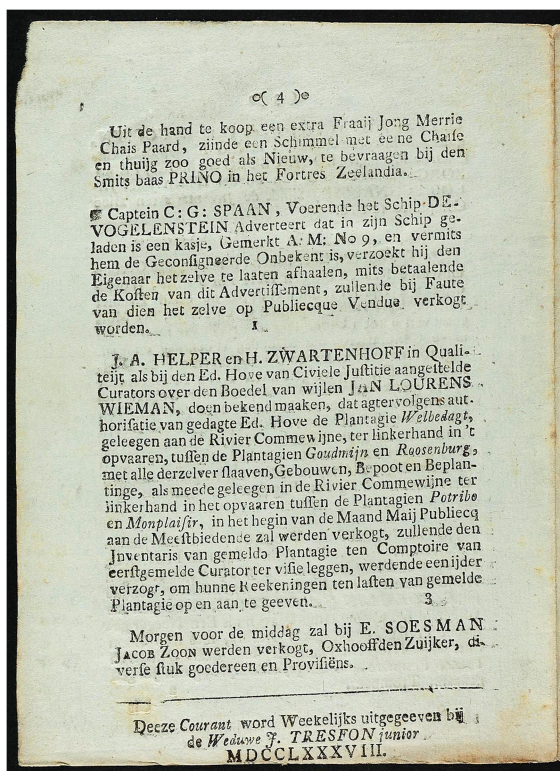 ( 4 )
Uit de hand te koop een extra Fraaij Jong Merrie
Chais Paard, zijnde een Schimmel met eene Chaise
en thuijg zoo goed als Nieuw, te bevraagen bij den
Smits baas PRINO in het Fortres Zeelandia.
Captein C: G: SPAAN, Voerende het Schip DE-
VOGELENSTEIN Adverteert dat in zijn Schip ge-
laden is een kasje, Gemerkt A: M: No 9, en vermits
hem de Geconsigneerde Onbekent is, verzoekt hij den
Eigenaar het zelve te laaten afhaalen, mits betaalende
de Kosten van dit Advertissement, zullende bij Faute
van dien het zelve op Publiecque Vendue verkogt
worden. 1
J. A. HELPER en H. ZWARTENHOFF in Quali-
teijt als bij den Ed. Hove van Civiele Justitie aangestelde
Curators over den Boedel van wijlen JAN LOURENS
WIEMAN, doen bekend maaken, dat agtervolgens aut-
horisatie van gedagte Ed. Hove de Plantagie Welbedagt,
geleegen aan de Rivier Commewijne, ter linkerhand in 't
opvaaren, tussen de Plantagien Goudmijn en Roosenburg,
met alle derzelver slaaven, Gebouwen, Bepoot en Beplan-
tinge, als meede geleegen in de Rivier Commewijne ter
linkerhand in het opvaaren tussen de Plantagien Potribo
en Monplaisir, in het begin van de Maand Maij Publiecq
aan de Meestbiedende zal werden verkogt, zullende den
Inventaris van gemelde Plantagie ten Comptoire van
eerstgemelde Curator ter visie leggen, werdende een ijder
verzogt, om hunne Reekeningen ten lasten van gemelde
Plantagie op en aan te geeven. 3
Morgen voor de middag zal bij E. SOESMAN
JACOB ZOON werden verkogt, Oxhooffden Zuijker, di-
verse stuk goedereen en Provisiëns.
Deeze Courant word Weekelijks uitgegeeven bij
de Weduwe J. TRESFON junior
MDCCLXXXVIII.